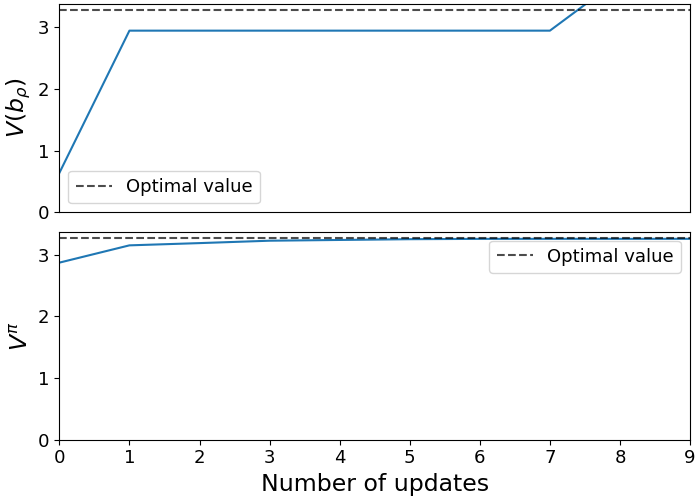 3
2
1
0
V(b_ρ)
Optimal value
3
2
1
0
V^π
Optimal value
0 1 2 3 4 5 6 7 8 9
Number of updates